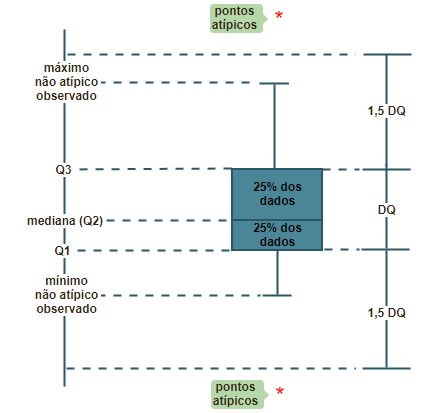 pontos
atípicos
*
máximo
não atípico
observado
1,5 DQ
Q3
25% dos
dados
mediana (Q2)
DQ
25% dos
dados
Q1
mínimo
não atípico
observado
1,5 DQ
pontos
atípicos
*